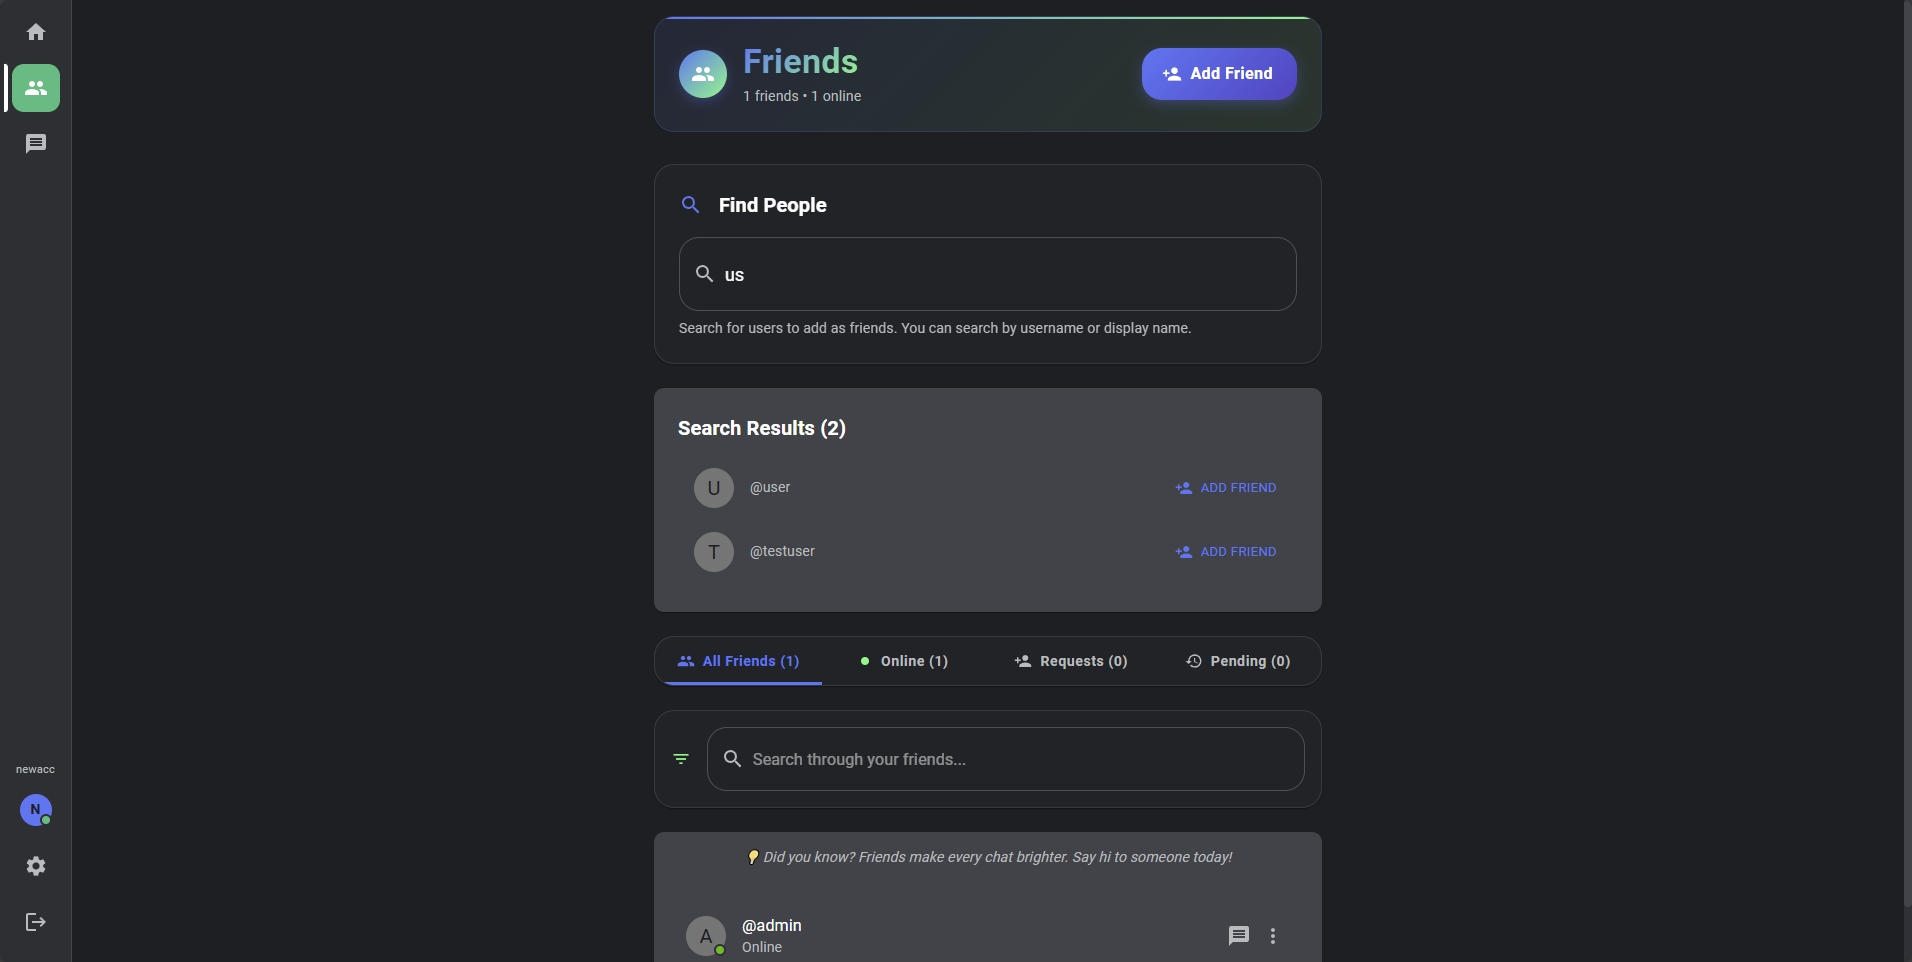 Friends
1 friends • 1 online
Add Friend
Find People
us
Search for users to add as friends. You can search by username or display name.
Search Results (2)
U
@user
ADD FRIEND
T
@testuser
ADD FRIEND
All Friends (1)
Online (1)
Requests (0)
Pending (0)
Search through your friends...
Did you know? Friends make every chat brighter. Say hi to someone today!
A
@admin
Online
newacc
N